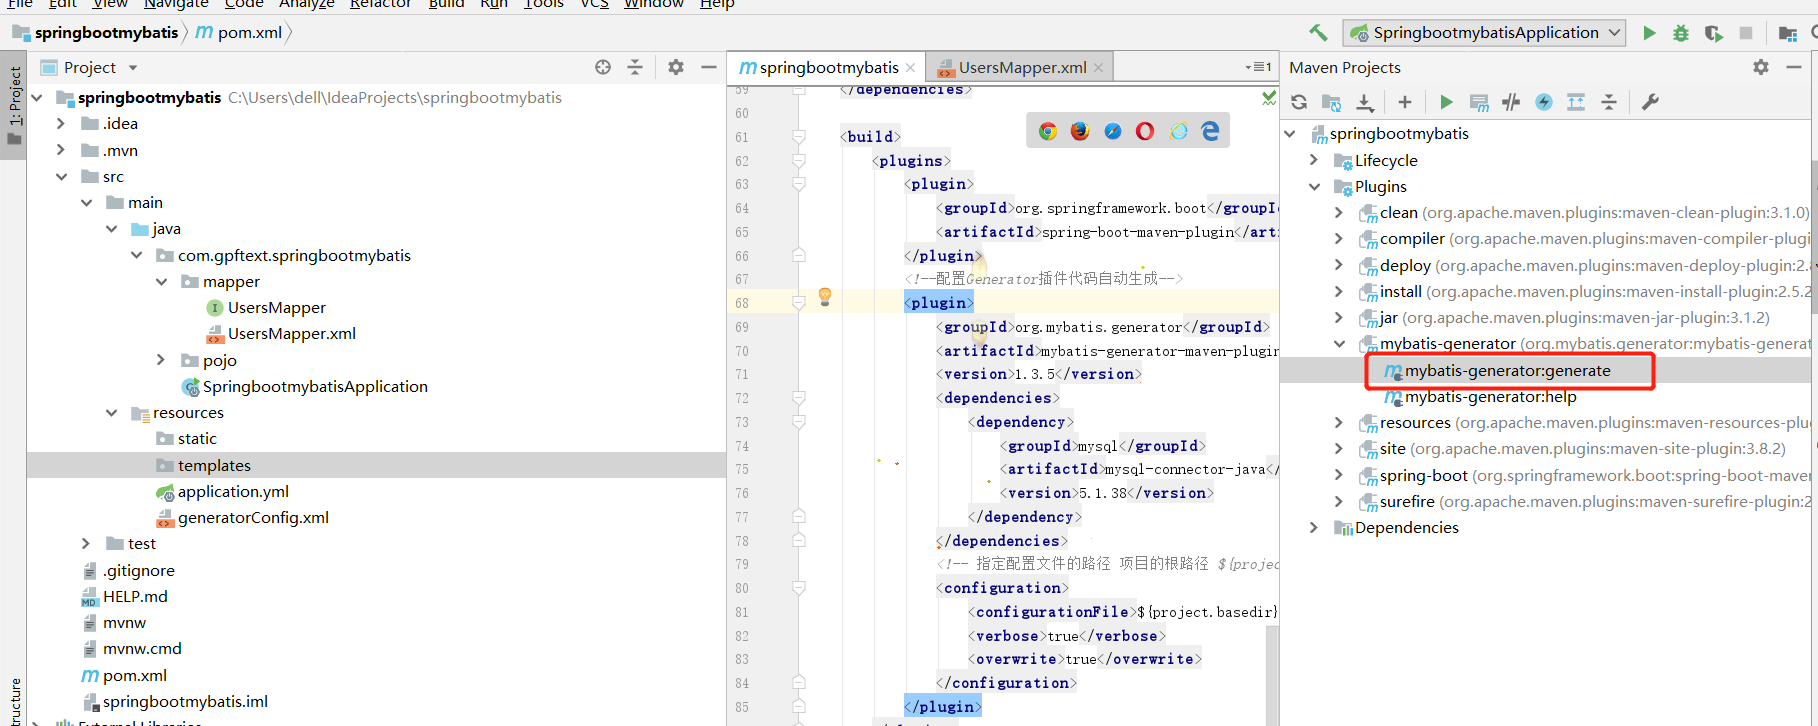 File Edit View Navigate Code Analyze Refactor Build Run Tools VCS Window Help
springbootmybatis pom.xml
SpringbootmybatisApplication
1: Project
Structure
Project
springbootmybatis C:\Users\dell\IdeaProjects\springbootmybatis
.idea
.mvn
src
main
java
com.gpftext.springbootmybatis
mapper
UsersMapper
UsersMapper.xml
pojo
SpringbootmybatisApplication
resources
static
templates
application.yml
generatorConfig.xml
test
.gitignore
HELP.md
mvnw
mvnw.cmd
pom.xml
springbootmybatis.iml
External Libraries
springbootmybatis UsersMapper.xml 1
59 </dependencies>
60
61 <build>
62 <plugins>
63 <plugin>
64 <groupId>org.springframework.boot</groupId
65 <artifactId>spring-boot-maven-plugin</arti
66 </plugin>
67 <!--配置Generator插件代码自动生成-->
68 <plugin>
69 <groupId>org.mybatis.generator</groupId>
70 <artifactId>mybatis-generator-maven-plugin
71 <version>1.3.5</version>
72 <dependencies>
73 <dependency>
74 <groupId>mysql</groupId>
75 <artifactId>mysql-connector-java</
76 <version>5.1.38</version>
77 </dependency>
78 </dependencies>
79 <!-- 指定配置文件的路径 项目的根路径 ${projec
80 <configuration>
81 <configurationFile>${project.basedir}
82 <verbose>true</verbose>
83 <overwrite>true</overwrite>
84 </configuration>
85 </plugin>
Maven Projects
springbootmybatis
Lifecycle
Plugins
clean (org.apache.maven.plugins:maven-clean-plugin:3.1.0)
compiler (org.apache.maven.plugins:maven-compiler-plugi
deploy (org.apache.maven.plugins:maven-deploy-plugin:2.8
install (org.apache.maven.plugins:maven-install-plugin:2.5.2
jar (org.apache.maven.plugins:maven-jar-plugin:3.1.2)
mybatis-generator (org.mybatis.generator:mybatis-generat
mybatis-generator:generate
mybatis-generator:help
resources (org.apache.maven.plugins:maven-resources-plu
site (org.apache.maven.plugins:maven-site-plugin:3.8.2)
spring-boot (org.springframework.boot:spring-boot-maven
surefire (org.apache.maven.plugins:maven-surefire-plugin:2
Dependencies